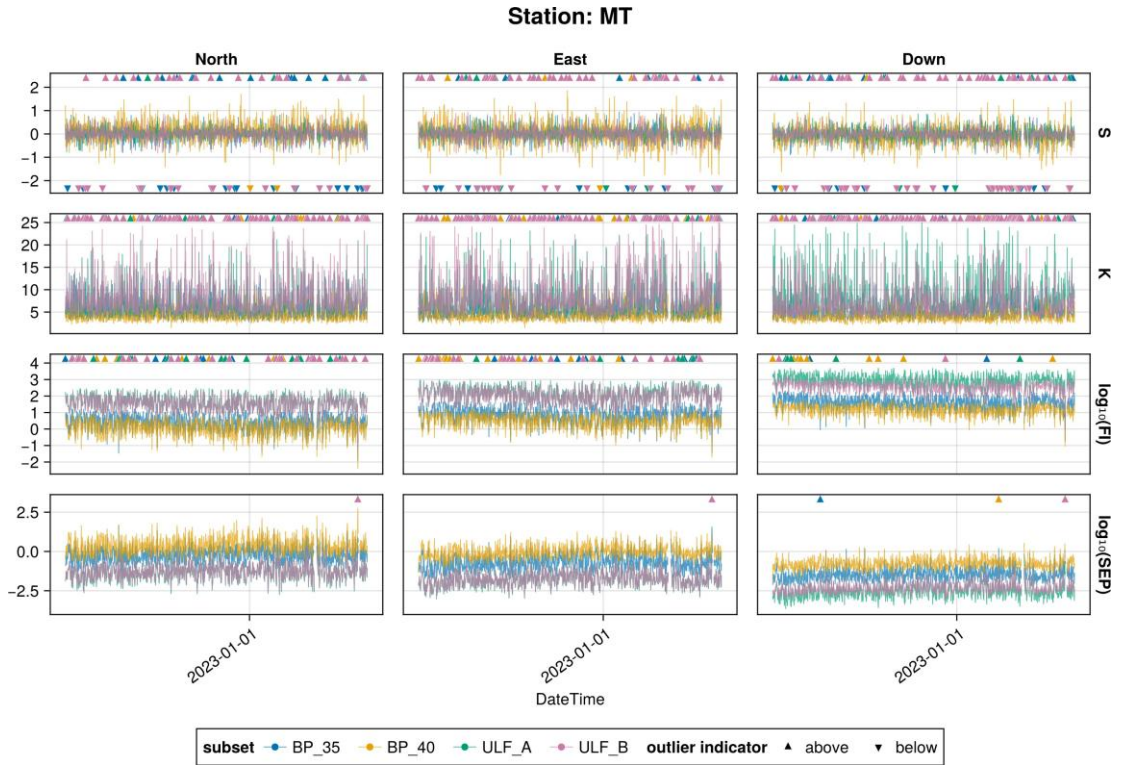 Station: MT
North East Down
2
1
0
−1
−2
S
25
20
15
10
5
K
4
3
2
1
0
−1
−2
log₁₀(FI)
2.5
0.0
−2.5
log₁₀(SEP)
2023-01-01 2023-01-01 2023-01-01
DateTime
subset BP_35 BP_40 ULF_A ULF_B outlier indicator above below